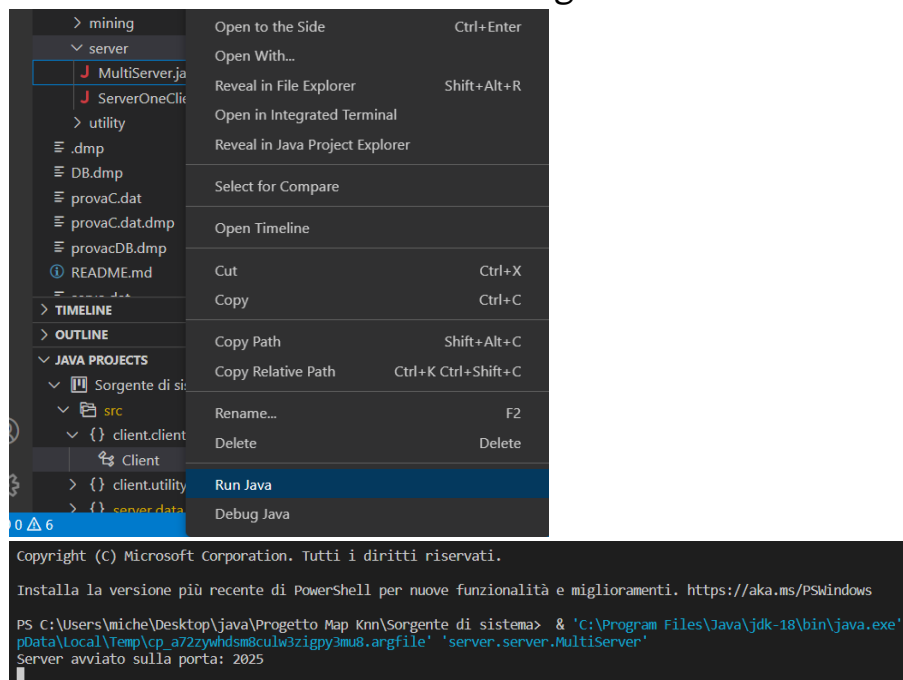 mining
server
J MultiServer.ja
J ServerOneClie
utility
.dmp
DB.dmp
provaC.dat
provaC.dat.dmp
provacDB.dmp
README.md
TIMELINE
OUTLINE
JAVA PROJECTS
Sorgente di si
src
{} client.client
Client
{} client.utility
{} server.data
0 6
Open to the Side Ctrl+Enter
Open With...
Reveal in File Explorer Shift+Alt+R
Open in Integrated Terminal
Reveal in Java Project Explorer
Select for Compare
Open Timeline
Cut Ctrl+X
Copy Ctrl+C
Copy Path Shift+Alt+C
Copy Relative Path Ctrl+K Ctrl+Shift+C
Rename... F2
Delete Delete
Run Java
Debug Java
Copyright (C) Microsoft Corporation. Tutti i diritti riservati.
Installa la versione più recente di PowerShell per nuove funzionalità e miglioramenti. https://aka.ms/PSWindows
PS C:\Users\miche\Desktop\java\Progetto Map Knn\Sorgente di sistema> & 'C:\Program Files\Java\jdk-18\bin\java.exe'
pData\Local\Temp\cp_a72zywhdsm8culw3zigpy3mu8.argfile' 'server.server.MultiServer'
Server avviato sulla porta: 2025